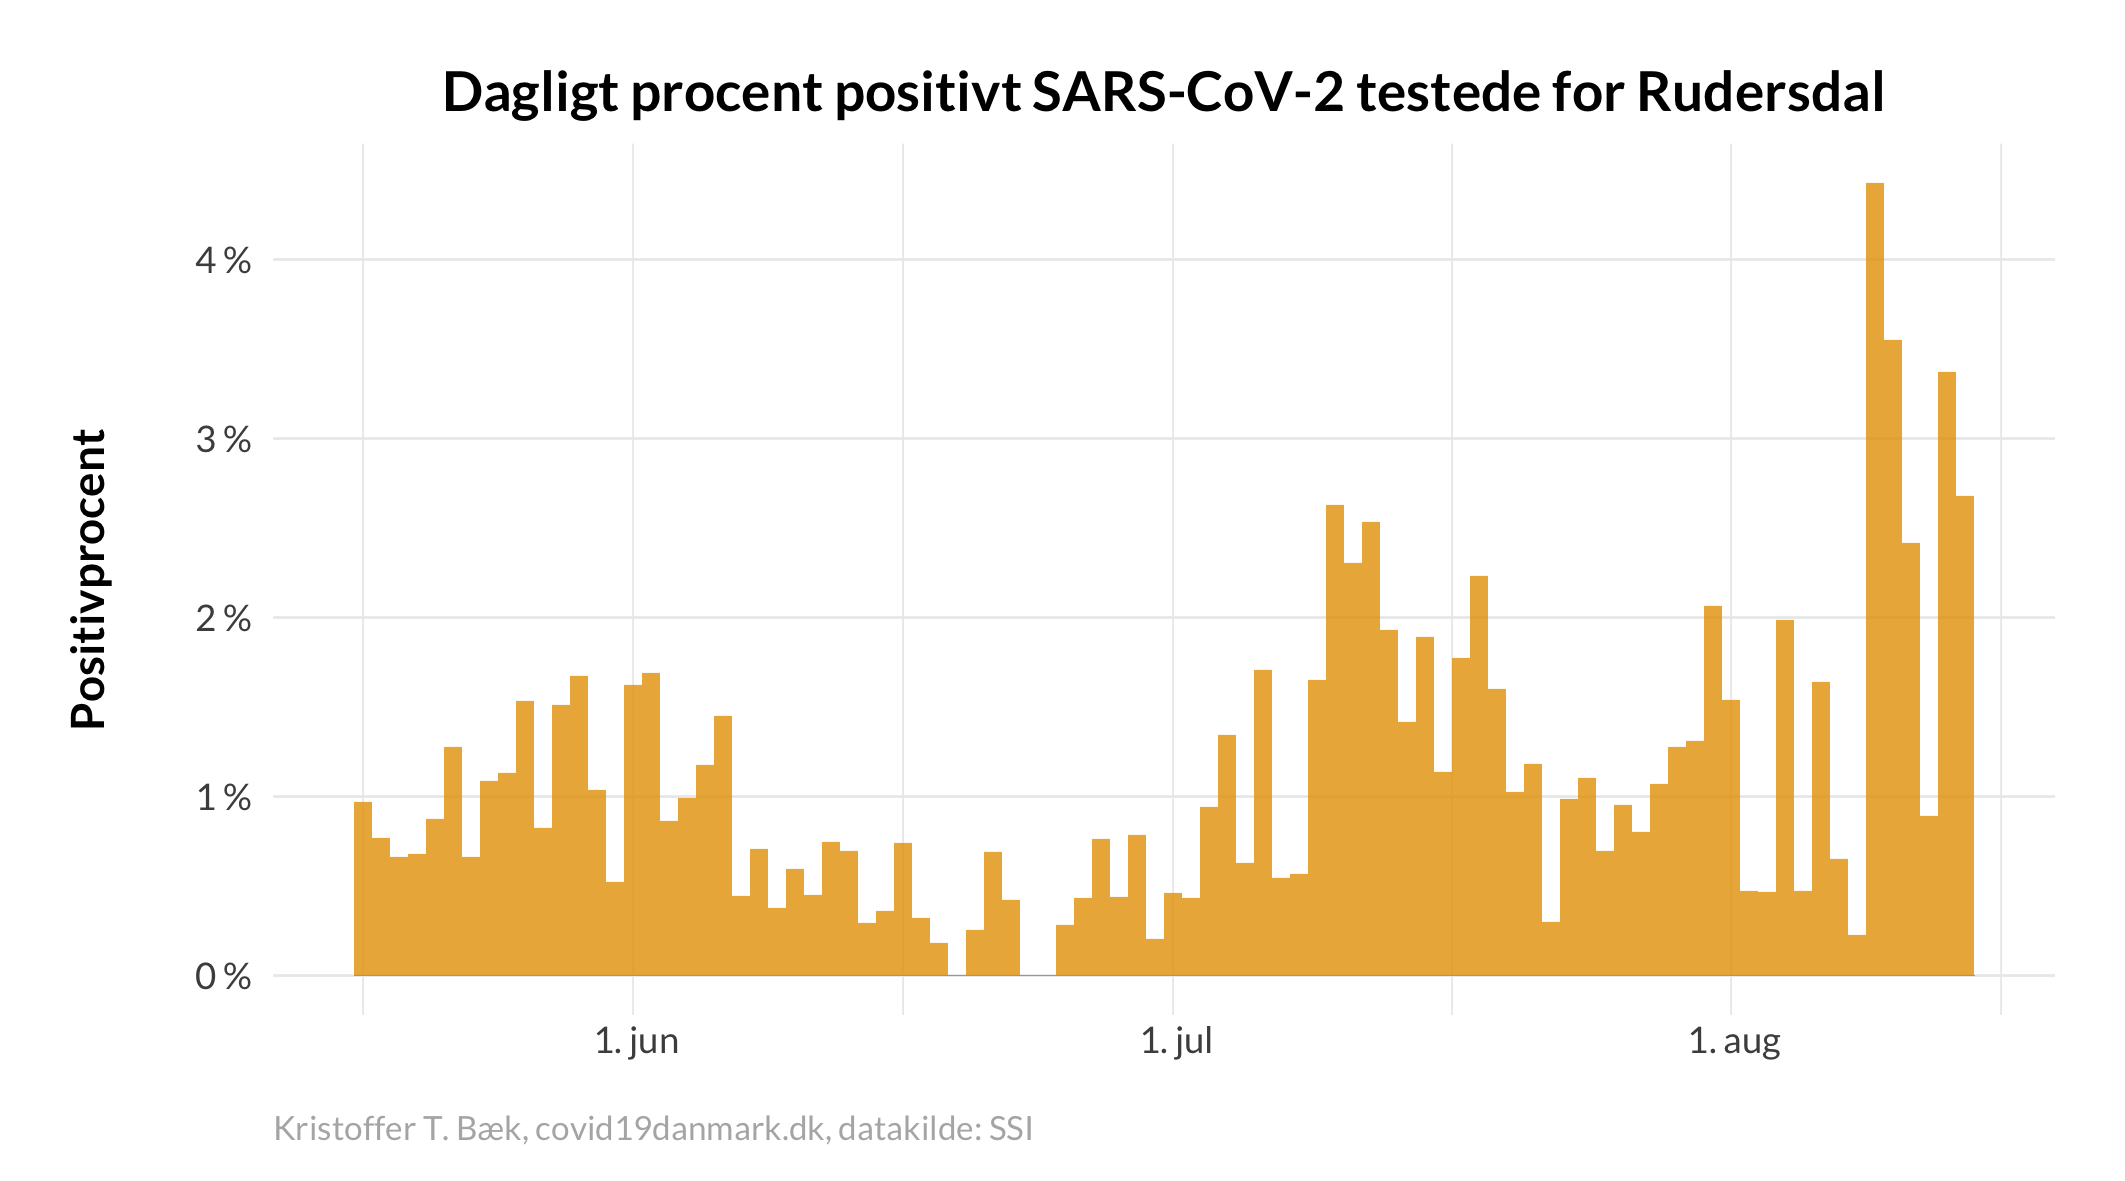 Dagligt procent positivt SARS-CoV-2 testede for Rudersdal
Positivprocent
4 %
3 %
2 %
1 %
0 %
1. jun
1. jul
1. aug
Kristoffer T. Bæk, covid19danmark.dk, datakilde: SSI